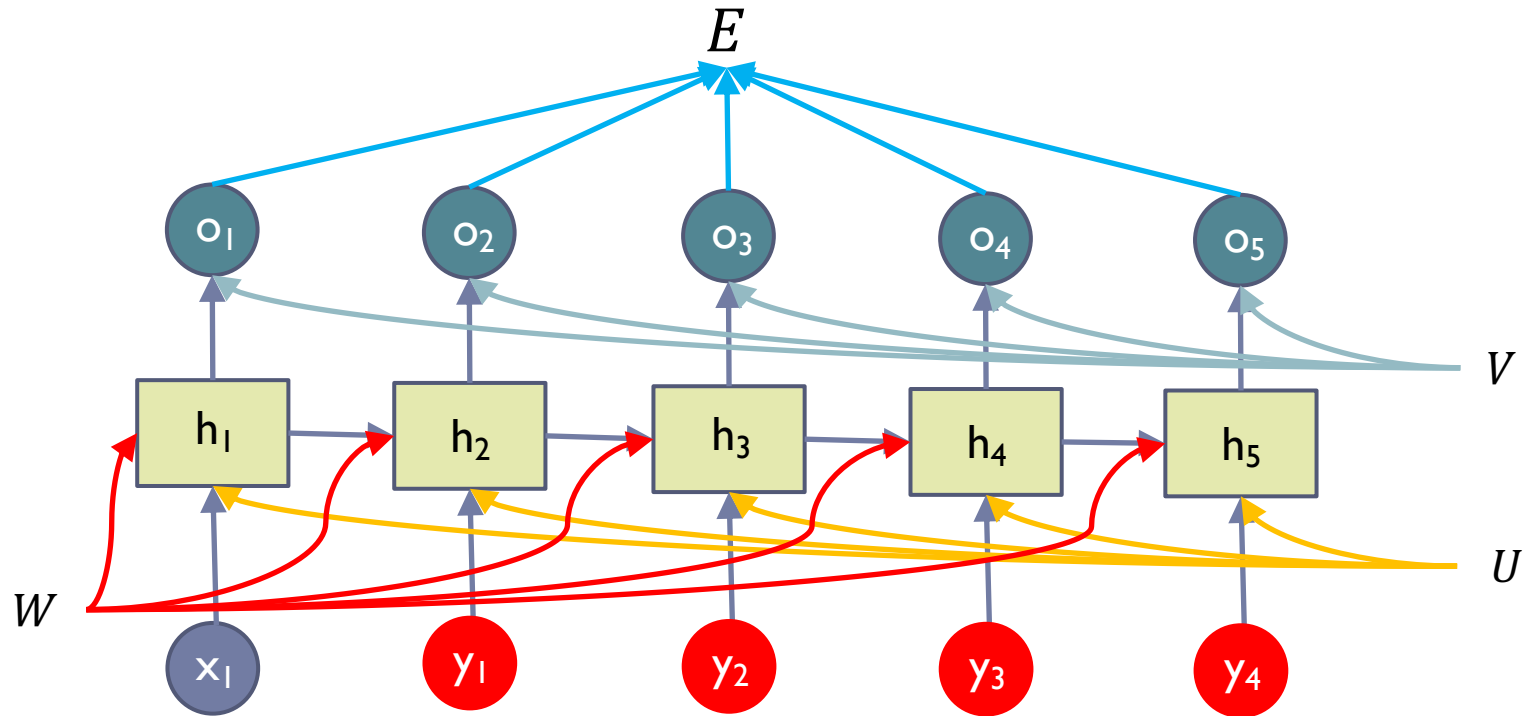 E
o₁ o₂ o₃ o₄ o₅
V
h₁ h₂ h₃ h₄ h₅
U
W
x₁ y₁ y₂ y₃ y₄